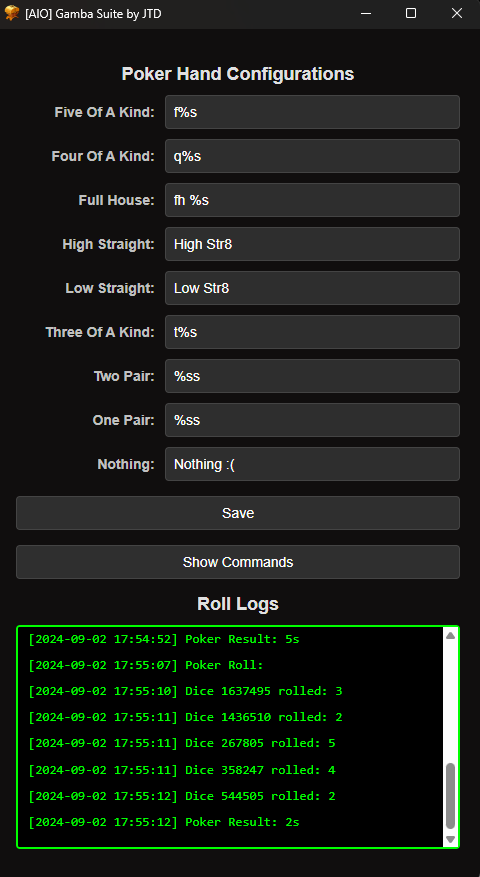 [AIO] Gamba Suite by JTD
Poker Hand Configurations
Five Of A Kind: f%s
Four Of A Kind: q%s
Full House: fh %s
High Straight: High Str8
Low Straight: Low Str8
Three Of A Kind: t%s
Two Pair: %ss
One Pair: %ss
Nothing: Nothing :(
Save
Show Commands
Roll Logs
[2024-09-02 17:54:52] Poker Result: 5s
[2024-09-02 17:55:07] Poker Roll:
[2024-09-02 17:55:10] Dice 1637495 rolled: 3
[2024-09-02 17:55:11] Dice 1436510 rolled: 2
[2024-09-02 17:55:11] Dice 267805 rolled: 5
[2024-09-02 17:55:11] Dice 358247 rolled: 4
[2024-09-02 17:55:12] Dice 544505 rolled: 2
[2024-09-02 17:55:12] Poker Result: 2s